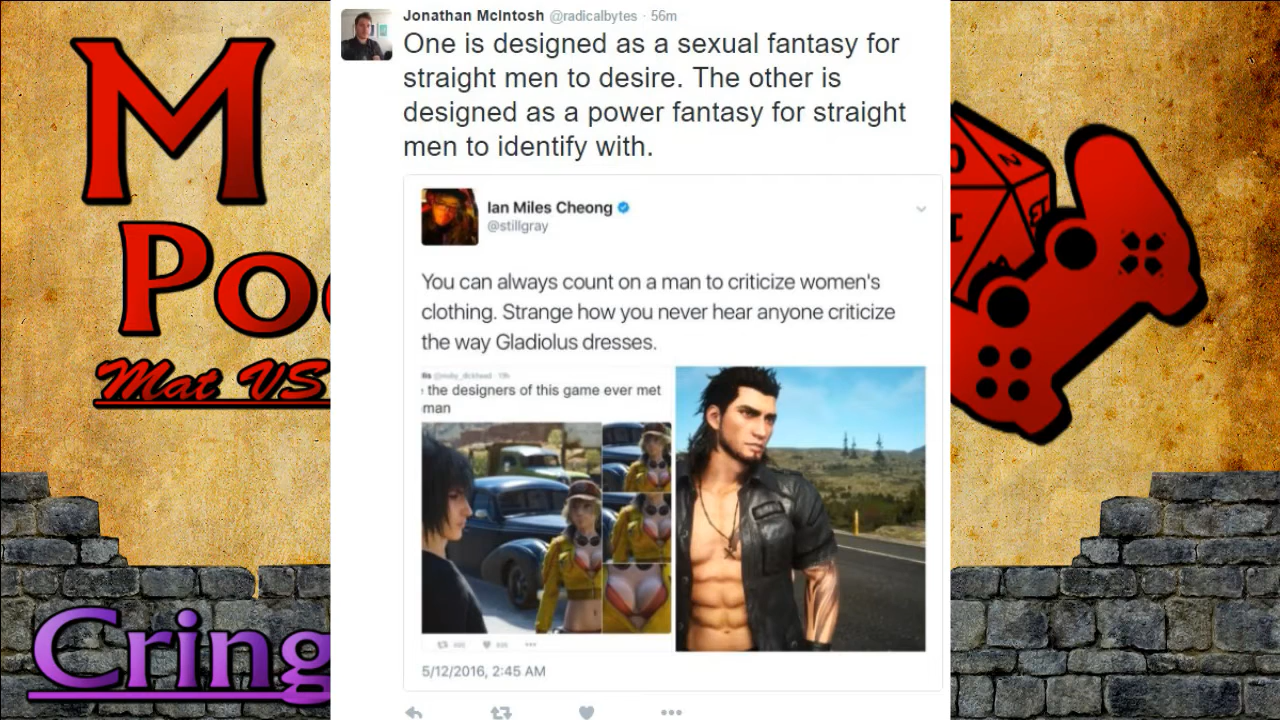 M
Po
Mat VS
Cring
Jonathan McIntosh @radicalbytes · 56m
One is designed as a sexual fantasy for
straight men to desire. The other is
designed as a power fantasy for straight
men to identify with.
Ian Miles Cheong
@stillgray
You can always count on a man to criticize women's
clothing. Strange how you never hear anyone criticize
the way Gladiolus dresses.
the designers of this game ever met
man
5/12/2016, 2:45 AM